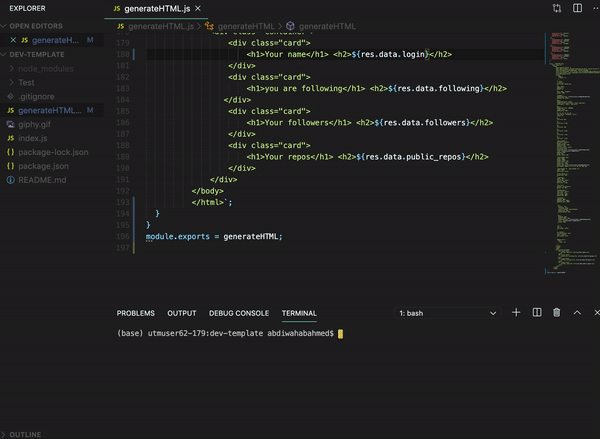 EXPLORER
JS generateHTML.js ×
OPEN EDITORS
JS generateHTML.js > generateHTML > generateHTML
× JS generateH... M
DEV-TEMPLATE
node_modules
Test
.gitignore
JS generateHTML... M
giphy.gif
JS index.js
{} package-lock.json
{} package.json
README.md
179 <div class="card">
180 <h1>Your name</h1> <h2>${res.data.login}</h2>
181 </div>
182 <div class="card">
183 <h1>you are following</h1> <h2>${res.data.following}</h2>
184 </div>
185 <div class="card">
186 <h1>Your followers</h1> <h2>${res.data.followers}</h2>
187 </div>
188 <div class="card">
189 <h1>Your repos</h1> <h2>${res.data.public_repos}</h2>
190 </div>
191 </div>
192 </body>
193 </html>`;
194 }
195 }
196 module.exports = generateHTML;
197
PROBLEMS OUTPUT DEBUG CONSOLE TERMINAL 1: bash
(base) utmuser62-179:dev-template abdiwahabahmed$
OUTLINE